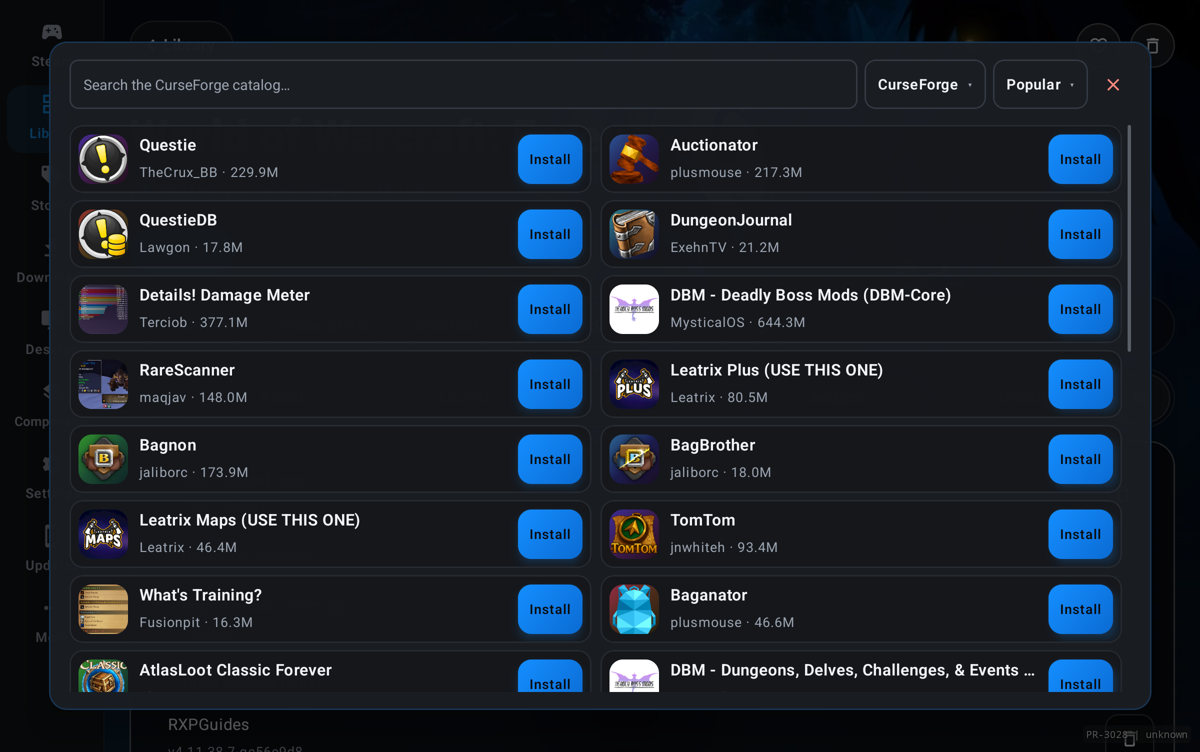 Search the CurseForge catalog...
CurseForge
Popular
Questie
TheCrux_BB · 229.9M
Install
Auctionator
plusmouse · 217.3M
Install
QuestieDB
Lawgon · 17.8M
Install
DungeonJournal
ExehnTV · 21.2M
Install
Details! Damage Meter
Terciob · 377.1M
Install
DBM - Deadly Boss Mods (DBM-Core)
MysticalOS · 644.3M
Install
RareScanner
maqjav · 148.0M
Install
PLUS
Leatrix Plus (USE THIS ONE)
Leatrix · 80.5M
Install
B
Bagnon
jaliborc · 173.9M
Install
BagBrother
jaliborc · 18.0M
Install
MAPS
Leatrix Maps (USE THIS ONE)
Leatrix · 46.4M
Install
TOMTOM
TomTom
jnwhiteh · 93.4M
Install
What's Training?
Fusionpit · 16.3M
Install
Baganator
plusmouse · 46.6M
Install
CLASSIC
AtlasLoot Classic Forever
Install
DBM - Dungeons, Delves, Challenges, & Events ...
Install
RXPGuides
unknown